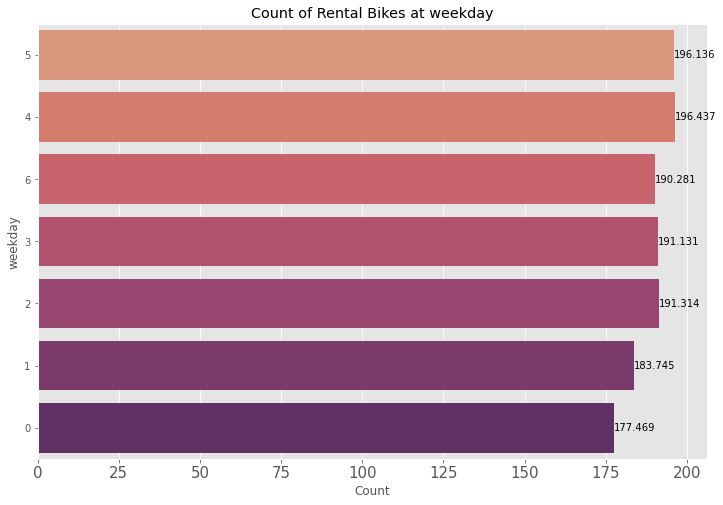 Count of Rental Bikes at weekday
weekday
5 196.136
4 196.437
6 190.281
3 191.131
2 191.314
1 183.745
0 177.469
0 25 50 75 100 125 150 175 200
Count